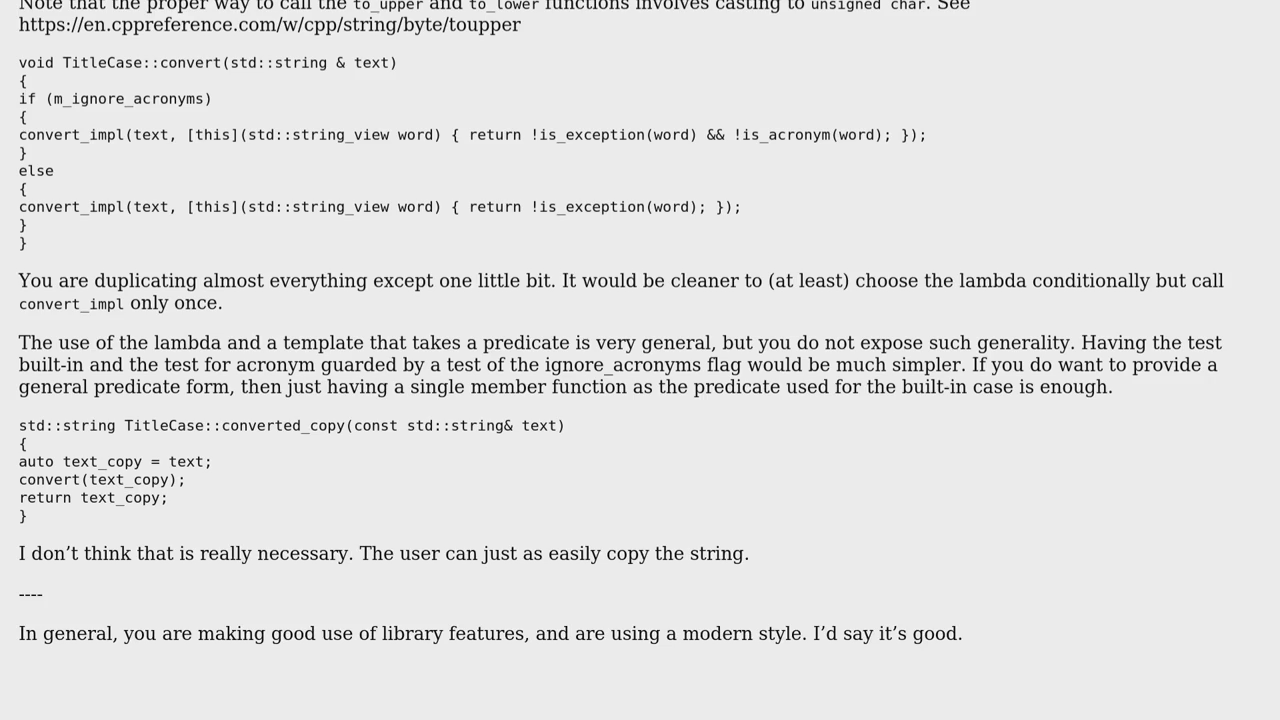 Note that the proper way to call the to_upper and to_lower functions involves casting to unsigned char. See
https://en.cppreference.com/w/cpp/string/byte/toupper
void TitleCase::convert(std::string & text)
{
if (m_ignore_acronyms)
{
convert_impl(text, [this](std::string_view word) { return !is_exception(word) && !is_acronym(word); });
}
else
{
convert_impl(text, [this](std::string_view word) { return !is_exception(word); });
}
}
You are duplicating almost everything except one little bit. It would be cleaner to (at least) choose the lambda conditionally but call
convert_impl only once.
The use of the lambda and a template that takes a predicate is very general, but you do not expose such generality. Having the test
built-in and the test for acronym guarded by a test of the ignore_acronyms flag would be much simpler. If you do want to provide a
general predicate form, then just having a single member function as the predicate used for the built-in case is enough.
std::string TitleCase::converted_copy(const std::string& text)
{
auto text_copy = text;
convert(text_copy);
return text_copy;
}
I don’t think that is really necessary. The user can just as easily copy the string.
----
In general, you are making good use of library features, and are using a modern style. I’d say it’s good.